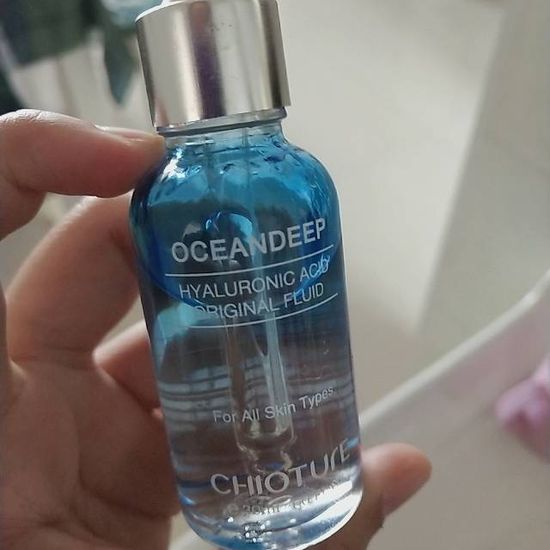 OCEANDEEP
HYALURONIC ACID
ORIGINAL FLUID
For All Skin Types
CHIOTURE